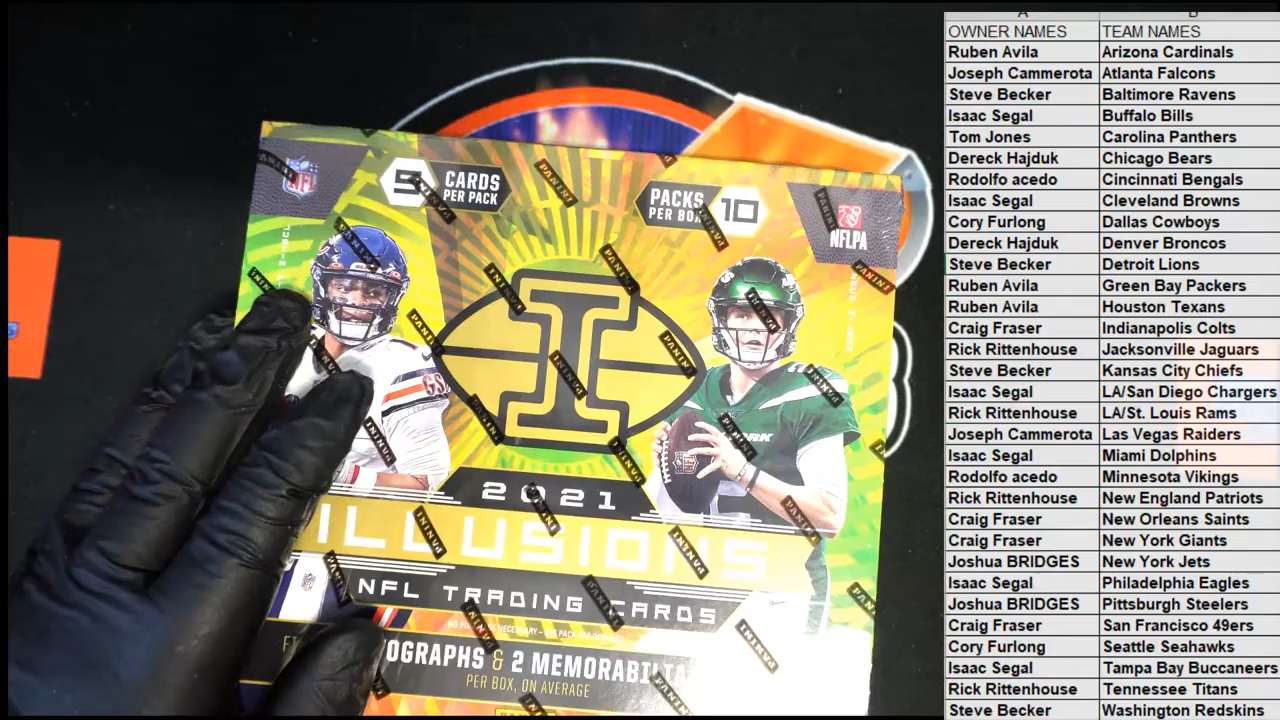 A B
OWNER NAMES TEAM NAMES
Ruben Avila Arizona Cardinals
Joseph Cammerota Atlanta Falcons
Steve Becker Baltimore Ravens
Isaac Segal Buffalo Bills
Tom Jones Carolina Panthers
Dereck Hajduk Chicago Bears
Rodolfo acedo Cincinnati Bengals
Isaac Segal Cleveland Browns
Cory Furlong Dallas Cowboys
Dereck Hajduk Denver Broncos
Steve Becker Detroit Lions
Ruben Avila Green Bay Packers
Ruben Avila Houston Texans
Craig Fraser Indianapolis Colts
Rick Rittenhouse Jacksonville Jaguars
Steve Becker Kansas City Chiefs
Isaac Segal LA/San Diego Chargers
Rick Rittenhouse LA/St. Louis Rams
Joseph Cammerota Las Vegas Raiders
Isaac Segal Miami Dolphins
Rodolfo acedo Minnesota Vikings
Rick Rittenhouse New England Patriots
Craig Fraser New Orleans Saints
Craig Fraser New York Giants
Joshua BRIDGES New York Jets
Isaac Segal Philadelphia Eagles
Joshua BRIDGES Pittsburgh Steelers
Craig Fraser San Francisco 49ers
Cory Furlong Seattle Seahawks
Isaac Segal Tampa Bay Buccaneers
Rick Rittenhouse Tennessee Titans
Steve Becker Washington Redskins
NFL
5 CARDS
PER PACK
PACKS
PER BOX 10
NFLPA
I
GSH
2021
ILLUSIONS
NFL TRADING CARDS
OGRAPHS & 2 MEMORABILIA
PER BOX, ON AVERAGE
PANINI